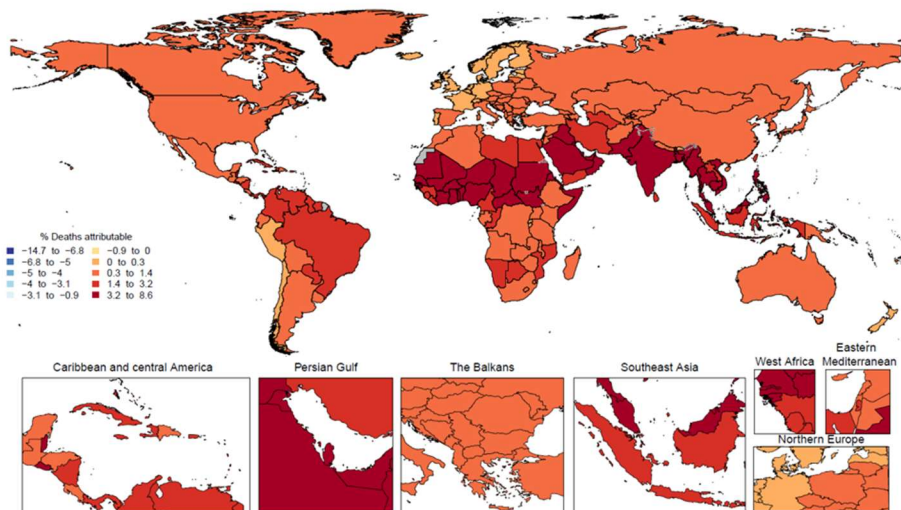 % Deaths attributable
−14.7 to −6.8
−6.8 to −5
−5 to −4
−4 to −3.1
−3.1 to −0.9
−0.9 to 0
0 to 0.3
0.3 to 1.4
1.4 to 3.2
3.2 to 8.6
Caribbean and central America
Persian Gulf
The Balkans
Southeast Asia
West Africa
Eastern
Mediterranean
Northern Europe